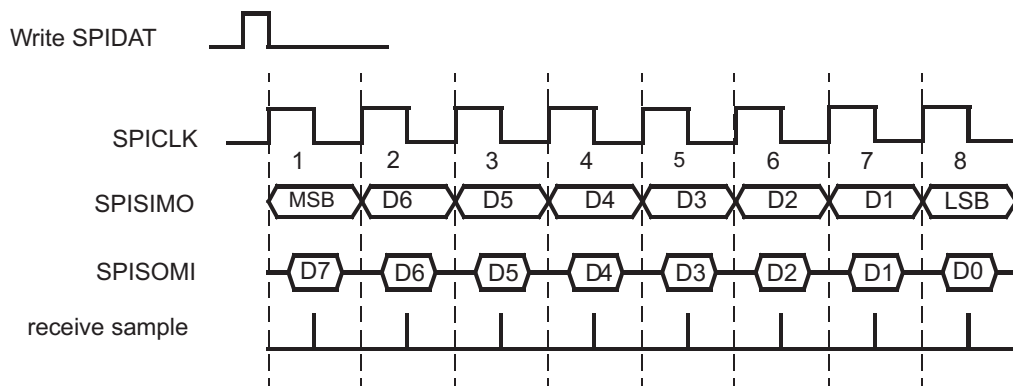 Write SPIDAT
SPICLK
1 2 3 4 5 6 7 8
SPISIMO MSB D6 D5 D4 D3 D2 D1 LSB
SPISOMI D7 D6 D5 D4 D3 D2 D1 D0
receive sample